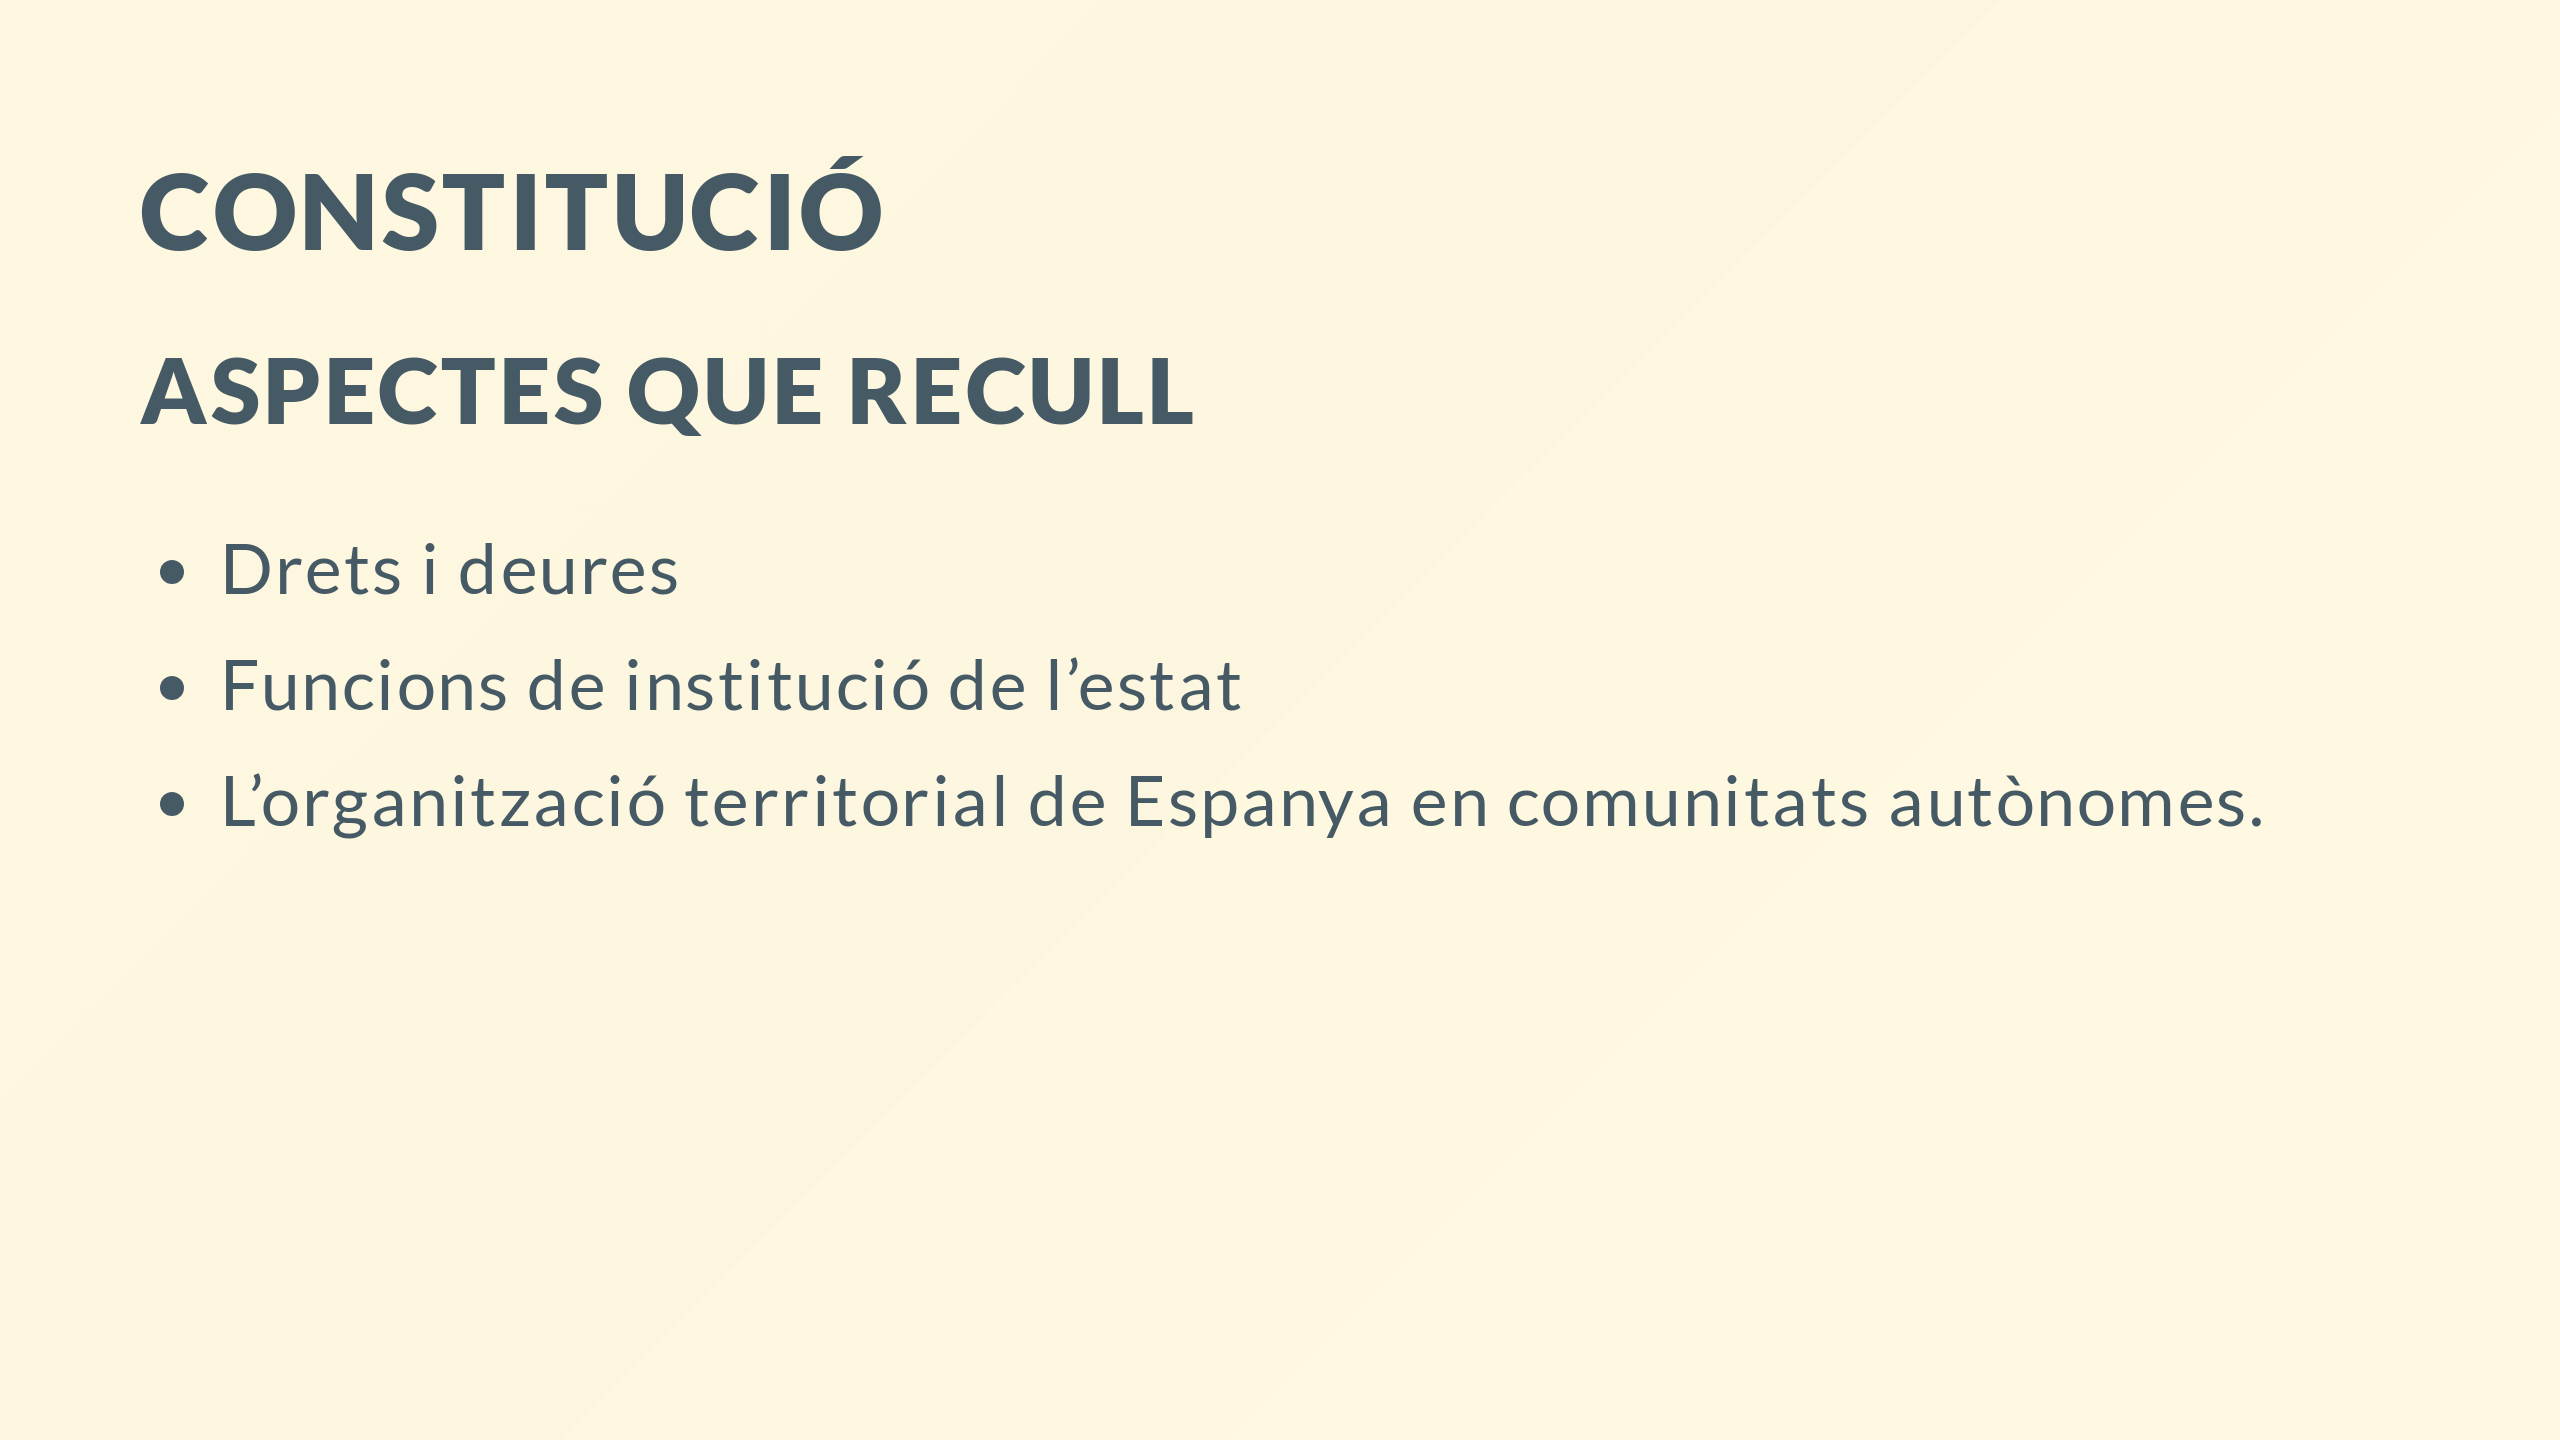 CONSTITUCIÓ
ASPECTES QUE RECULL
• Drets i deures
• Funcions de institució de l’estat
• L’organització territorial de Espanya en comunitats autònomes.